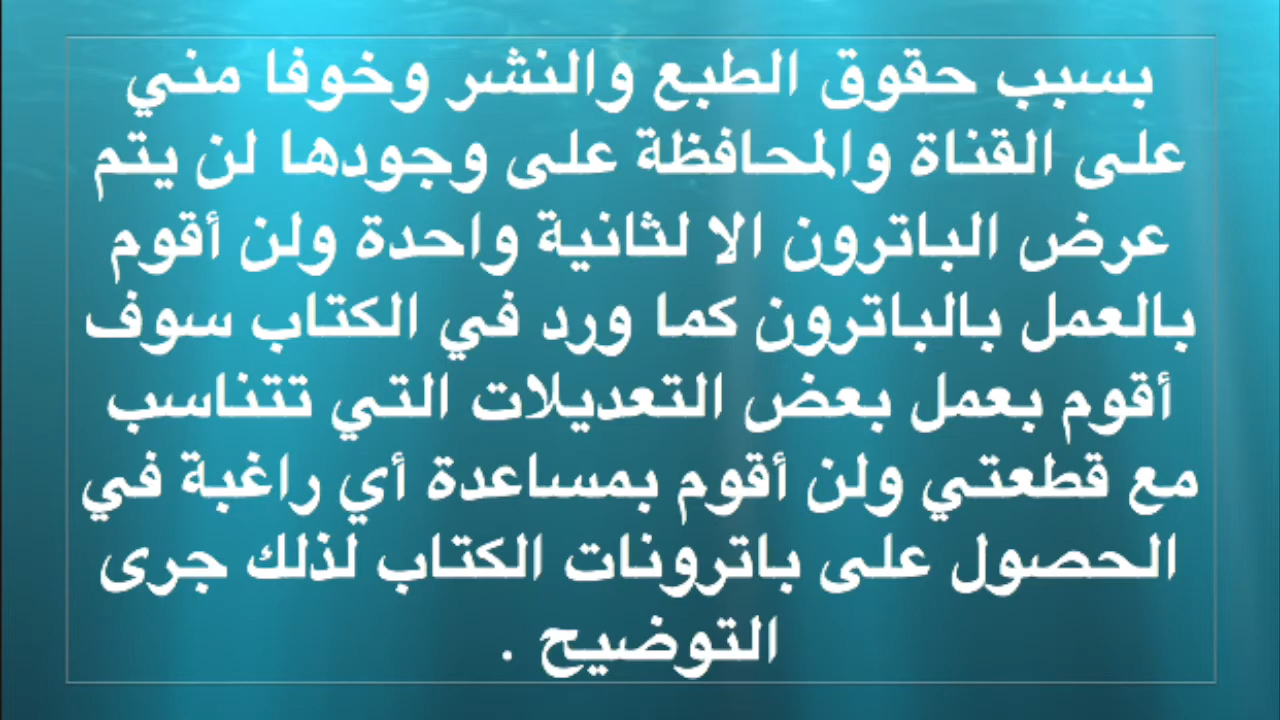 بسبب حقوق الطبع والنشر وخوفا مني
على القناة والمحافظة على وجودها لن يتم
عرض الباترون الا لثانية واحدة ولن أقوم
بالعمل بالباترون كما ورد في الكتاب سوف
أقوم بعمل بعض التعديلات التي تتناسب
مع قطعتي ولن أقوم بمساعدة أي راغبة في
الحصول على باترونات الكتاب لذلك جرى
التوضيح .